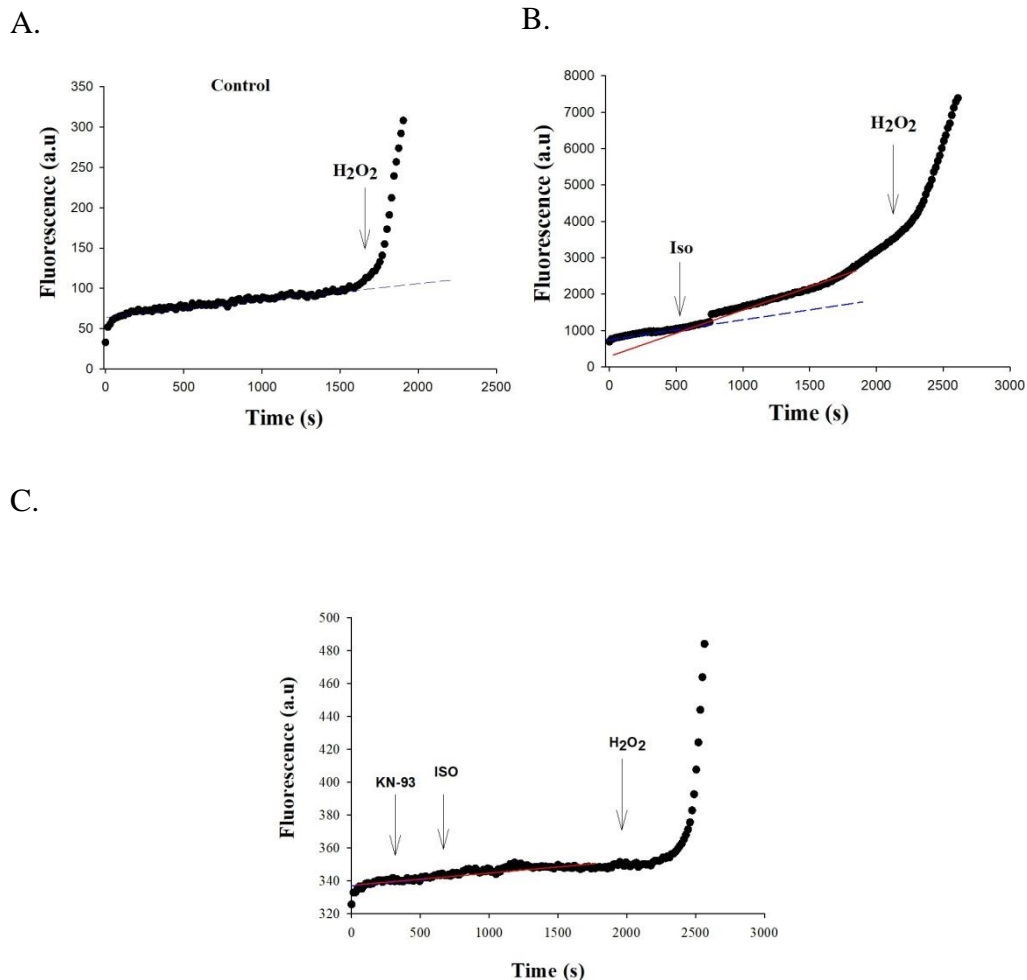 A.
Control
Fluorescence (a.u)
350
300
250
200
150
100
50
0
H2O2
0 500 1000 1500 2000 2500
Time (s)
B.
Fluorescence (a.u)
8000
7000
6000
5000
4000
3000
2000
1000
0
Iso
H2O2
0 500 1000 1500 2000 2500 3000
Time (s)
C.
Fluorescence (a.u)
500
480
460
440
420
400
380
360
340
320
KN-93
ISO
H2O2
0 500 1000 1500 2000 2500 3000
Time (s)